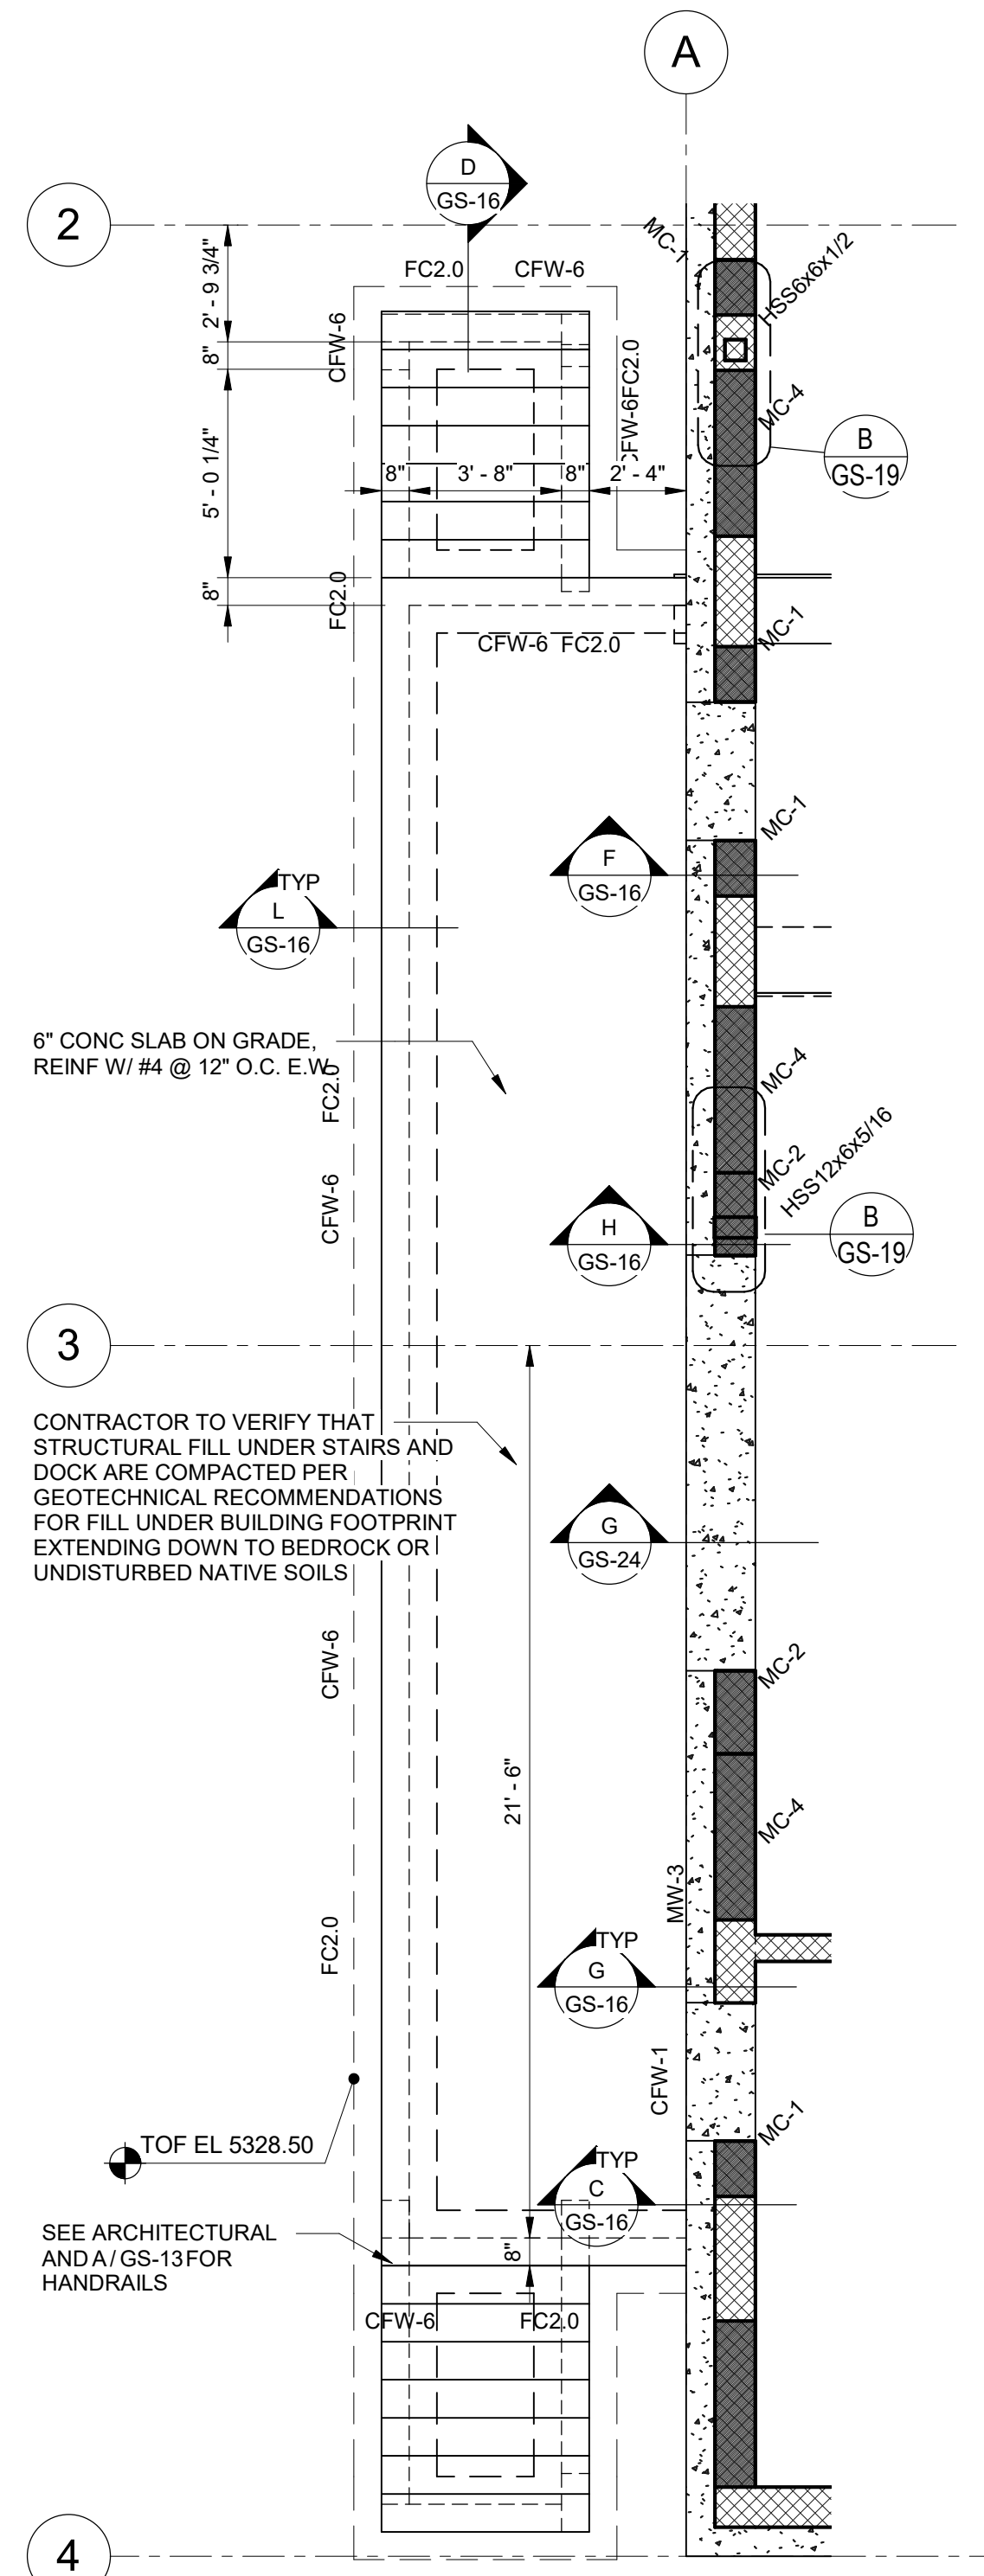 A
D
GS-16
2
MC-1
HSS6x6x1/2
FC2.0 CFW-6
2' - 9 3/4"
CFW-6
8"
CFW-6FC2.0
MC-4
B
GS-19
5' - 0 1/4"
8" 3' - 8" 8" 2' - 4"
8"
FC2.0
CFW-6 FC2.0
MC-1
MC-1
F
GS-16
TYP
L
GS-16
6" CONC SLAB ON GRADE,
REINF W/ #4 @ 12" O.C. E.W.
FC2.0
MC-4
CFW-6
MC-2
HSS12x6x5/16
H
GS-16
B
GS-19
3
CONTRACTOR TO VERIFY THAT
STRUCTURAL FILL UNDER STAIRS AND
DOCK ARE COMPACTED PER
GEOTECHNICAL RECOMMENDATIONS
FOR FILL UNDER BUILDING FOOTPRINT
EXTENDING DOWN TO BEDROCK OR
UNDISTURBED NATIVE SOILS
G
GS-24
CFW-6
MC-2
21' - 6"
MC-4
MW-3
FC2.0
TYP
G
GS-16
CFW-1
TOF EL 5328.50
MC-1
TYP
C
GS-16
SEE ARCHITECTURAL
AND A / GS-13 FOR
HANDRAILS
8"
CFW-6 FC2.0
4